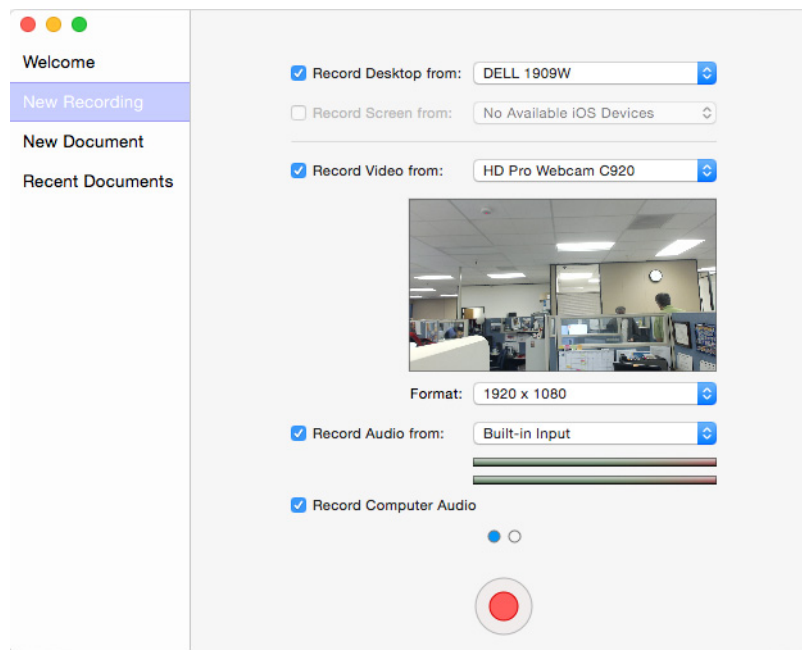 Welcome
New Recording
New Document
Recent Documents
Record Desktop from: DELL 1909W
Record Screen from: No Available iOS Devices
Record Video from: HD Pro Webcam C920
Format: 1920 x 1080
Record Audio from: Built-in Input
Record Computer Audio